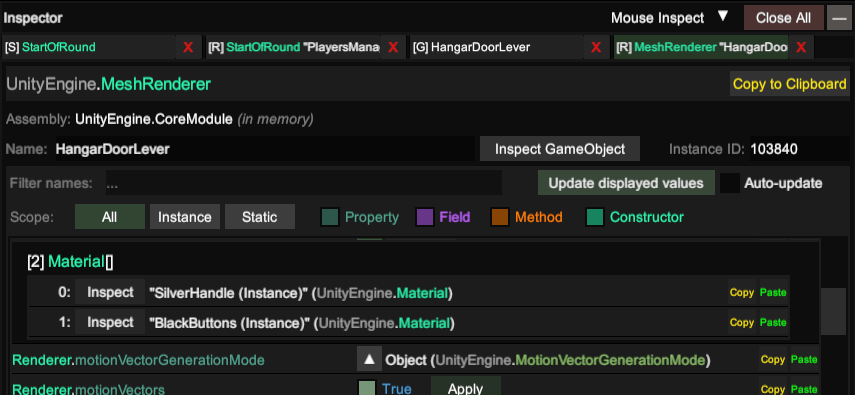 Inspector Mouse Inspect ▼ Close All —
[S] StartOfRound X [R] StartOfRound "PlayersMana X [G] HangarDoorLever X [R] MeshRenderer "HangarDoo X
UnityEngine.MeshRenderer Copy to Clipboard
Assembly: UnityEngine.CoreModule (in memory)
Name: HangarDoorLever Inspect GameObject Instance ID: 103840
Filter names: ... Update displayed values Auto-update
Scope: All Instance Static Property Field Method Constructor
[2] Material[]
0: Inspect "SilverHandle (Instance)" (UnityEngine.Material) Copy Paste
1: Inspect "BlackButtons (Instance)" (UnityEngine.Material) Copy Paste
Renderer.motionVectorGenerationMode ▲ Object (UnityEngine.MotionVectorGenerationMode) Copy Paste
Renderer.motionVectors True Apply Copy Paste